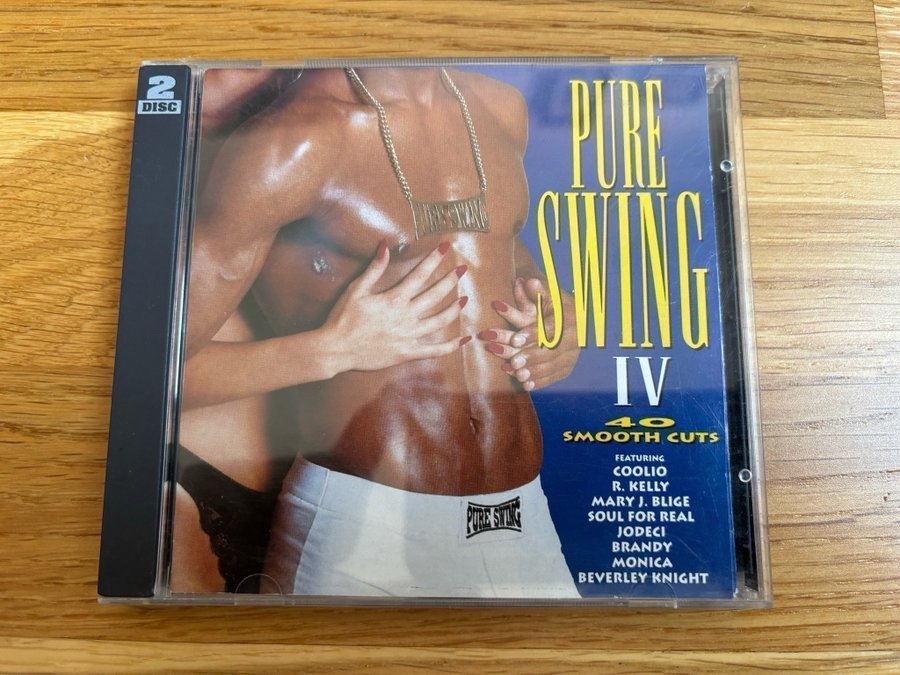 2
DISC
PURE SWING
PURE
SWING
IV
40
SMOOTH CUTS
FEATURING
COOLIO
R. KELLY
MARY J. BLIGE
SOUL FOR REAL
JODECI
BRANDY
MONICA
BEVERLEY KNIGHT
PURE SWING